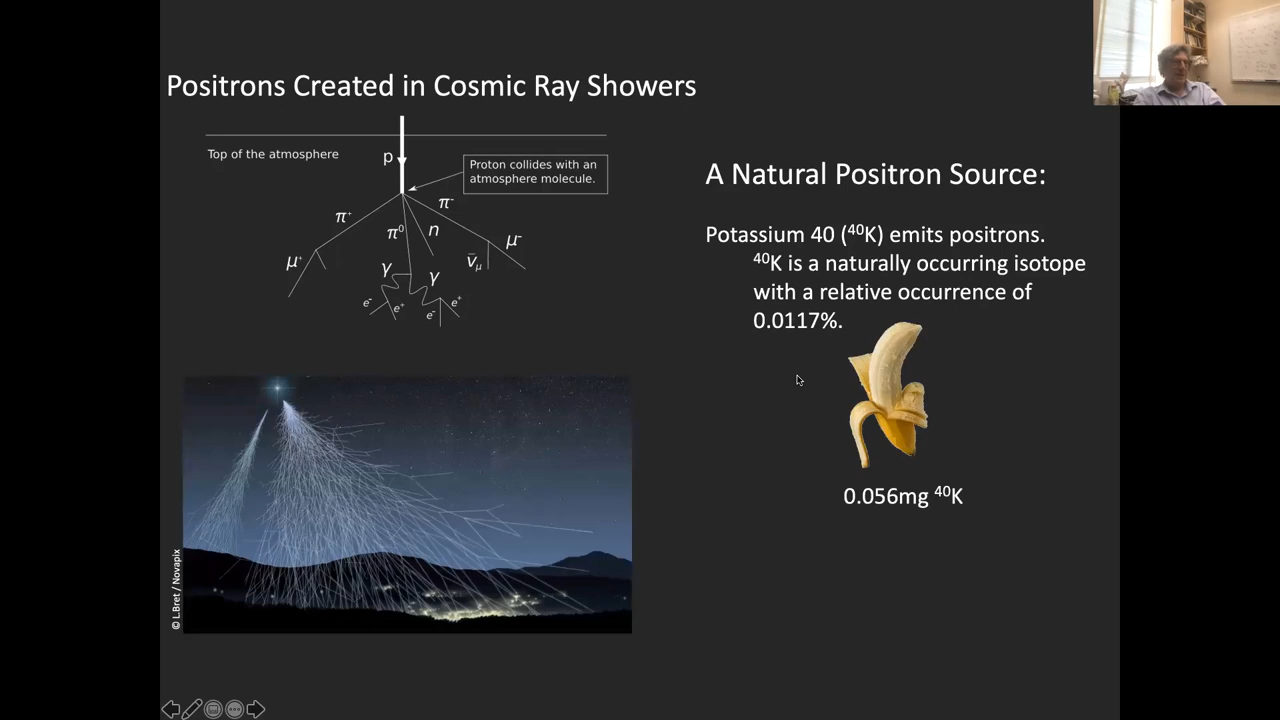 Positrons Created in Cosmic Ray Showers
Top of the atmosphere
p
Proton collides with an
atmosphere molecule.
π⁺
π⁻
π⁰
n
μ⁺
γ
γ
ν̄μ
μ⁻
e⁻
e⁺
e⁻
e⁺
© L.Bret / Novapix
A Natural Positron Source:
Potassium 40 (⁴⁰K) emits positrons.
⁴⁰K is a naturally occurring isotope
with a relative occurrence of
0.0117%.
0.056mg ⁴⁰K